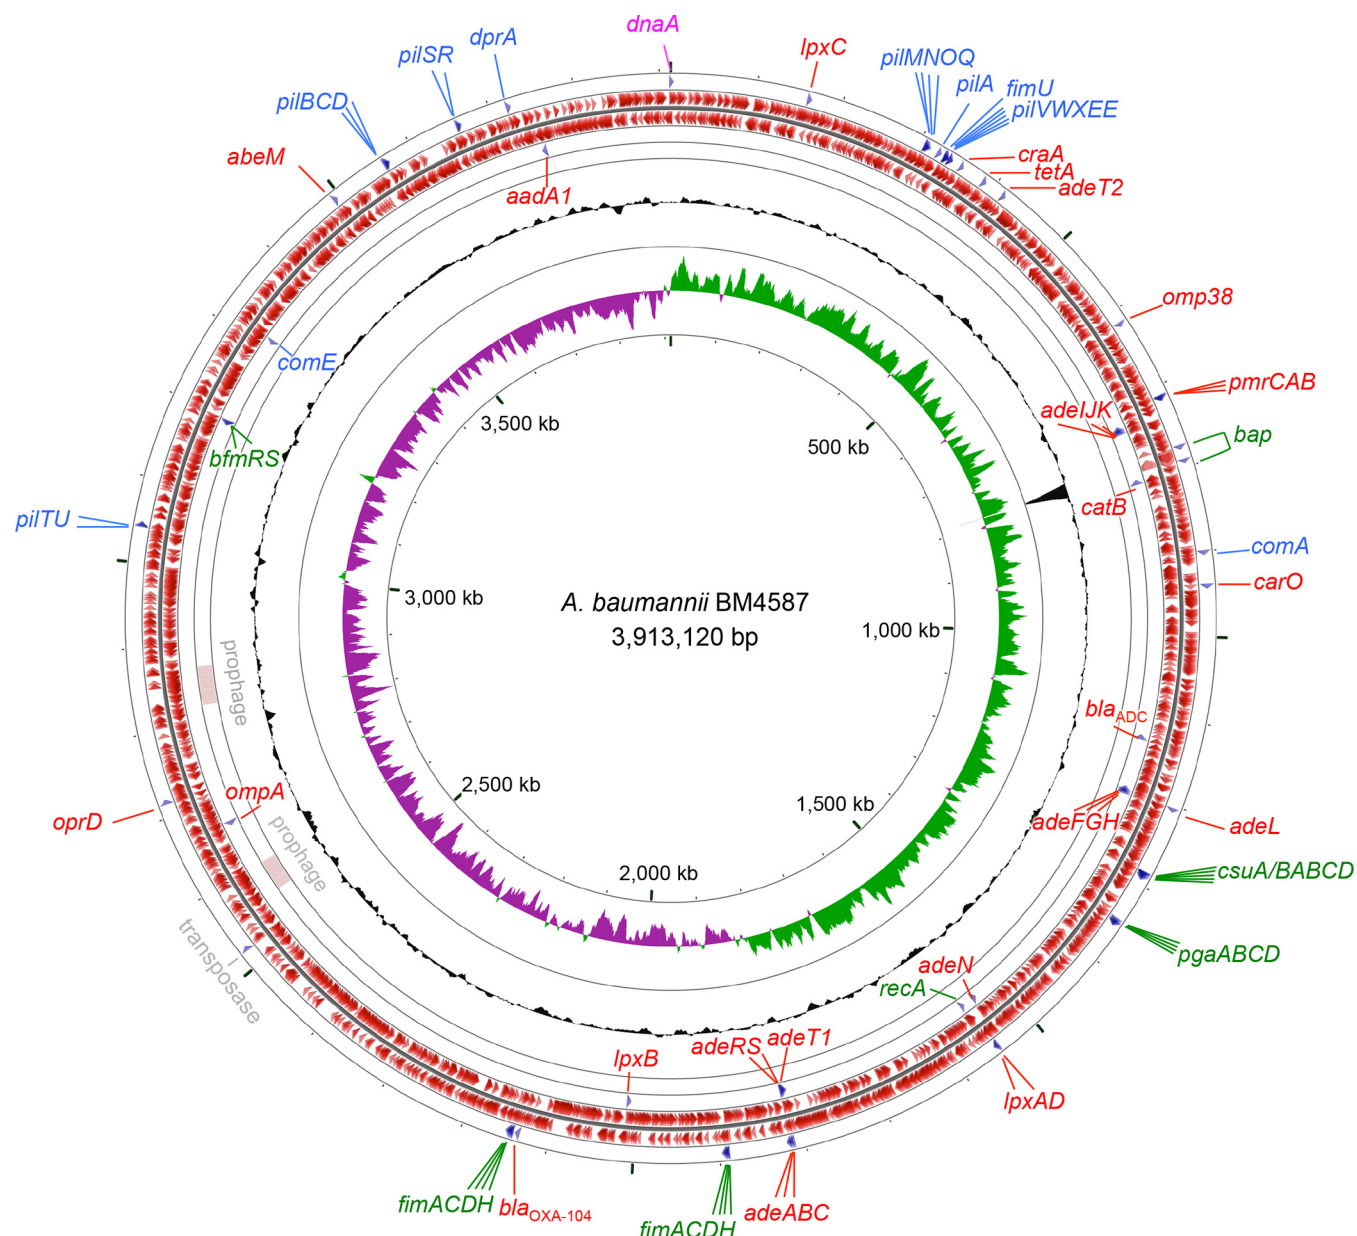 dnaA
lpxC
dprA
pilSR
pilBCD
abeM
aadA1
pilMNOQ
pilA
fimU
pilVWXEE
craA
tetA
adeT2
omp38
pmrCAB
adeIJK
bap
catB
comA
carO
comE
bfmRS
pilTU
3,500 kb
500 kb
3,000 kb
1,000 kb
A. baumannii BM4587
3,913,120 bp
2,500 kb
1,500 kb
2,000 kb
prophage
blaADC
adeFGH
adeL
csuA/BABCD
pgaABCD
oprD
ompA
prophage
transposase
adeN
recA
lpxAD
lpxB
adeRS
adeT1
fimACDH
blaOXA-104
fimACDH
adeABC